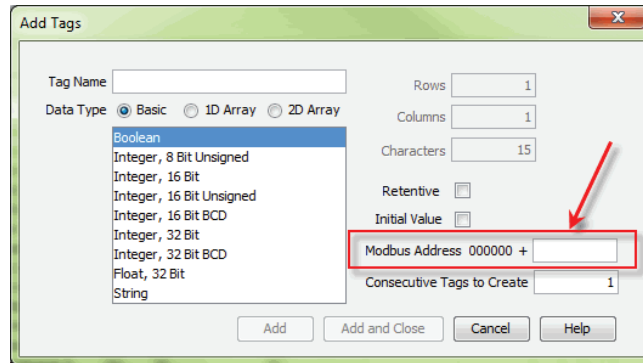 Add Tags
Tag Name
Data Type Basic 1D Array 2D Array
Boolean
Integer, 8 Bit Unsigned
Integer, 16 Bit
Integer, 16 Bit Unsigned
Integer, 16 Bit BCD
Integer, 32 Bit
Integer, 32 Bit BCD
Float, 32 Bit
String
Rows 1
Columns 1
Characters 15
Retentive
Initial Value
Modbus Address 000000 +
Consecutive Tags to Create 1
Add Add and Close Cancel Help